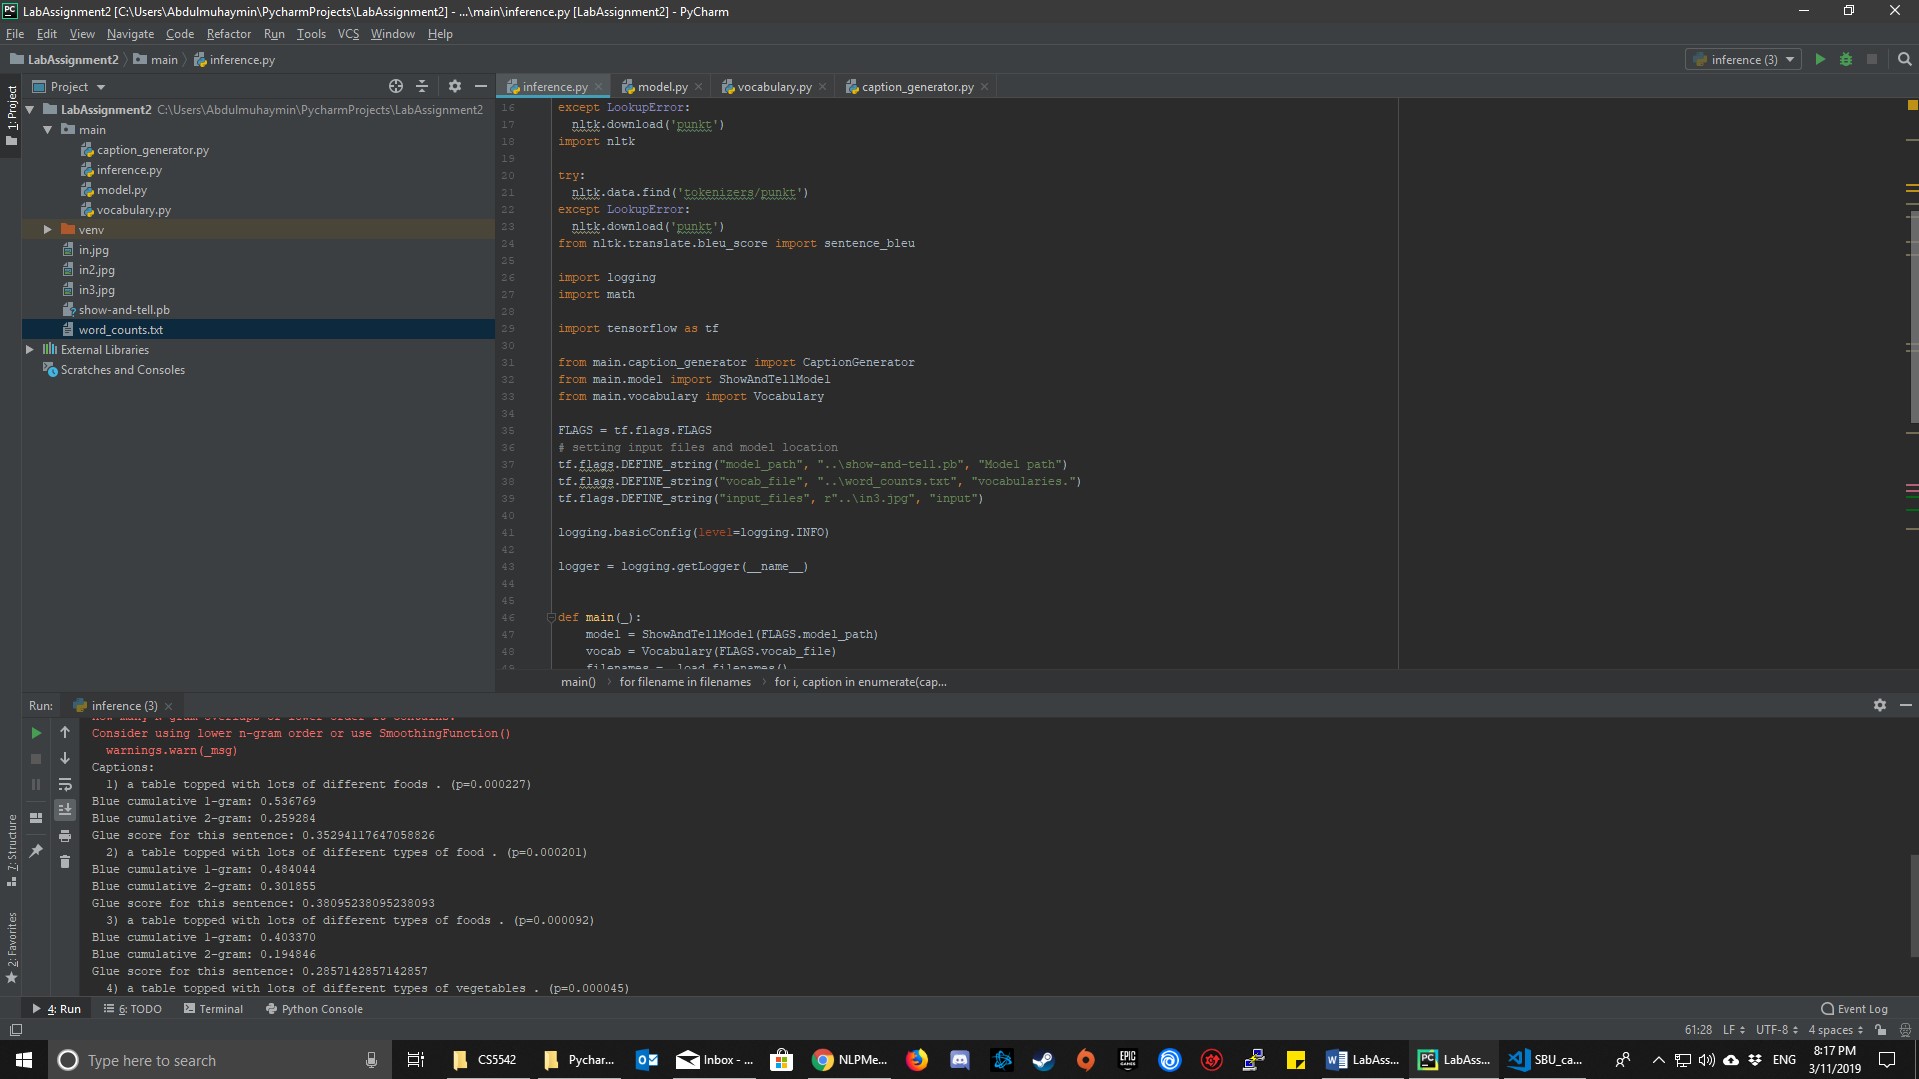 LabAssignment2 [C:\Users\Abdulmuhaymin\PycharmProjects\LabAssignment2] - ...\main\inference.py [LabAssignment2] - PyCharm
File Edit View Navigate Code Refactor Run Tools VCS Window Help
LabAssignment2 main inference.py
inference (3)
1: Project
Project
LabAssignment2 C:\Users\Abdulmuhaymin\PycharmProjects\LabAssignment2
main
caption_generator.py
inference.py
model.py
vocabulary.py
venv
in.jpg
in2.jpg
in3.jpg
show-and-tell.pb
word_counts.txt
External Libraries
Scratches and Consoles
inference.py model.py vocabulary.py caption_generator.py
16 except LookupError:
17 nltk.download('punkt')
18 import nltk
19
20 try:
21 nltk.data.find('tokenizers/punkt')
22 except LookupError:
23 nltk.download('punkt')
24 from nltk.translate.bleu_score import sentence_bleu
25
26 import logging
27 import math
28
29 import tensorflow as tf
30
31 from main.caption_generator import CaptionGenerator
32 from main.model import ShowAndTellModel
33 from main.vocabulary import Vocabulary
34
35 FLAGS = tf.flags.FLAGS
36 # setting input files and model location
37 tf.flags.DEFINE_string("model_path", "..\show-and-tell.pb", "Model path")
38 tf.flags.DEFINE_string("vocab_file", "..\word_counts.txt", "vocabularies.")
39 tf.flags.DEFINE_string("input_files", r"..\in3.jpg", "input")
40
41 logging.basicConfig(level=logging.INFO)
42
43 logger = logging.getLogger(__name__)
44
45
46 def main(_):
47 model = ShowAndTellModel(FLAGS.model_path)
48 vocab = Vocabulary(FLAGS.vocab_file)
49 filenames = _load_filenames()
main() for filename in filenames for i, caption in enumerate(cap...
Run: inference (3)
How many N-gram overlaps of lower order it contains.
Consider using lower n-gram order or use SmoothingFunction()
warnings.warn(_msg)
Captions:
1) a table topped with lots of different foods . (p=0.000227)
Blue cumulative 1-gram: 0.536769
Blue cumulative 2-gram: 0.259284
Glue score for this sentence: 0.35294117647058826
2) a table topped with lots of different types of food . (p=0.000201)
Blue cumulative 1-gram: 0.484044
Blue cumulative 2-gram: 0.301855
Glue score for this sentence: 0.38095238095238093
3) a table topped with lots of different types of foods . (p=0.000092)
Blue cumulative 1-gram: 0.403370
Blue cumulative 2-gram: 0.194846
Glue score for this sentence: 0.2857142857142857
4) a table topped with lots of different types of vegetables . (p=0.000045)
7: Structure
2: Favorites
4: Run 6: TODO Terminal Python Console Event Log
61:28 LF UTF-8 4 spaces
Type here to search
CS5542 Pychar... Inbox - ... NLPMe... EPIC GAMES LabAss... LabAss... SBU_ca...
ENG
8:17 PM
3/11/2019